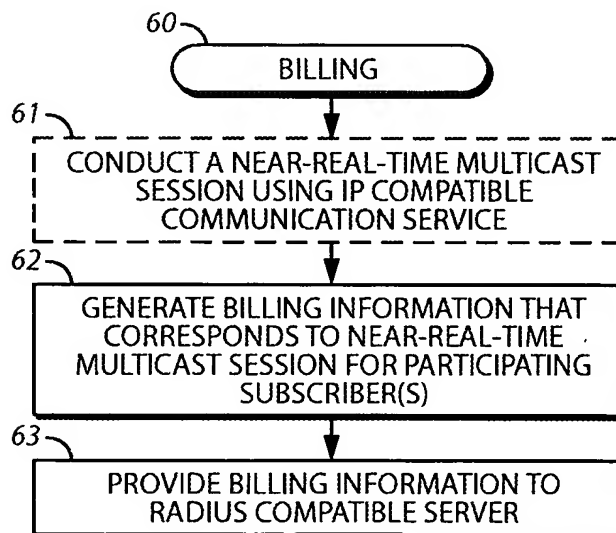 60
BILLING
61
CONDUCT A NEAR-REAL-TIME MULTICAST
SESSION USING IP COMPATIBLE
COMMUNICATION SERVICE
62
GENERATE BILLING INFORMATION THAT
CORRESPONDS TO NEAR-REAL-TIME
MULTICAST SESSION FOR PARTICIPATING
SUBSCRIBER(S)
63
PROVIDE BILLING INFORMATION TO
RADIUS COMPATIBLE SERVER